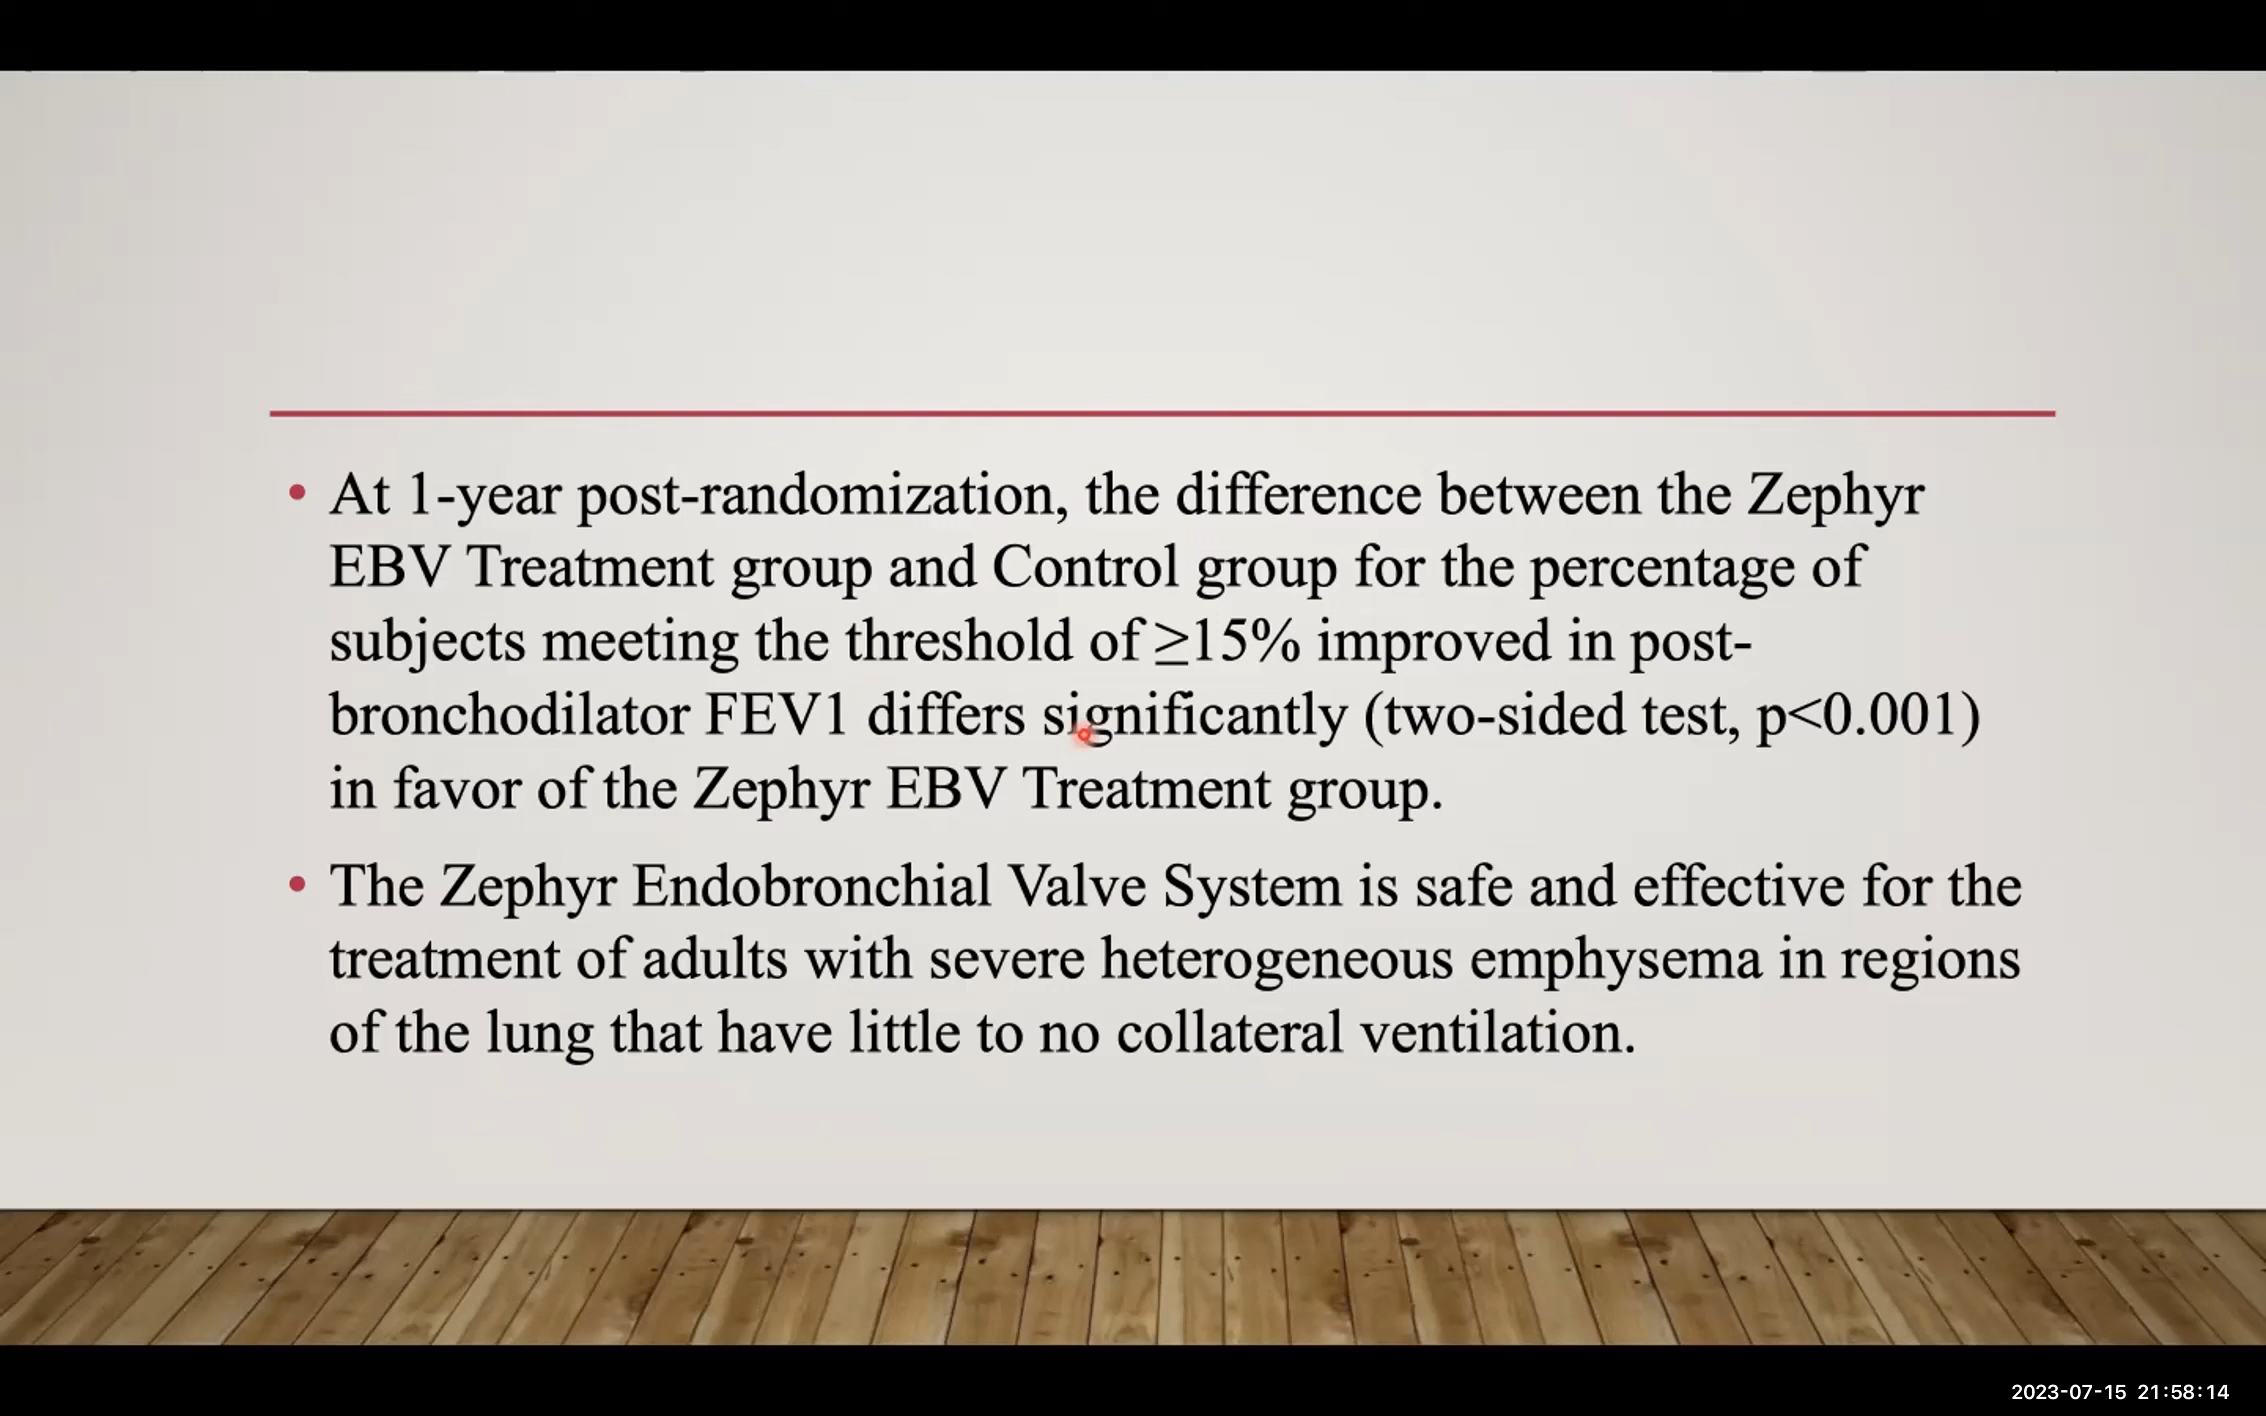 • At 1-year post-randomization, the difference between the Zephyr
EBV Treatment group and Control group for the percentage of
subjects meeting the threshold of ≥15% improved in post-
bronchodilator FEV1 differs significantly (two-sided test, p<0.001)
in favor of the Zephyr EBV Treatment group.
• The Zephyr Endobronchial Valve System is safe and effective for the
treatment of adults with severe heterogeneous emphysema in regions
of the lung that have little to no collateral ventilation.
2023-07-15 21:58:14